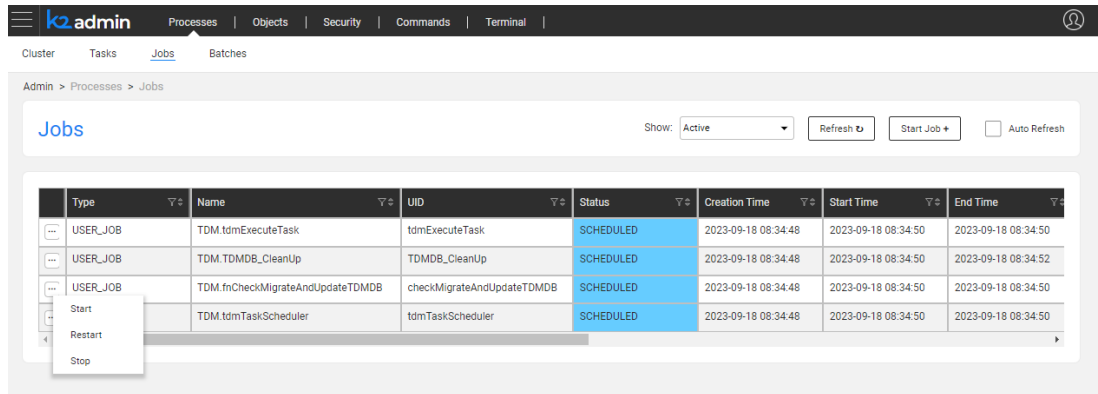 k2admin Processes | Objects | Security | Commands | Terminal |
Cluster Tasks Jobs Batches
Admin > Processes > Jobs
Jobs Show: Active Refresh ↻ Start Job + Auto Refresh
Type Name UID Status Creation Time Start Time End Time
... USER_JOB TDM.tdmExecuteTask tdmExecuteTask SCHEDULED 2023-09-18 08:34:48 2023-09-18 08:34:50 2023-09-18 08:34:50
... USER_JOB TDM.TDMDB_CleanUp TDMDB_CleanUp SCHEDULED 2023-09-18 08:34:48 2023-09-18 08:34:50 2023-09-18 08:34:52
... USER_JOB TDM.fnCheckMigrateAndUpdateTDMDB checkMigrateAndUpdateTDMDB SCHEDULED 2023-09-18 08:34:48 2023-09-18 08:34:50 2023-09-18 08:34:50
TDM.tdmTaskScheduler tdmTaskScheduler SCHEDULED 2023-09-18 08:34:48 2023-09-18 08:34:50 2023-09-18 08:34:50
Start
Restart
Stop